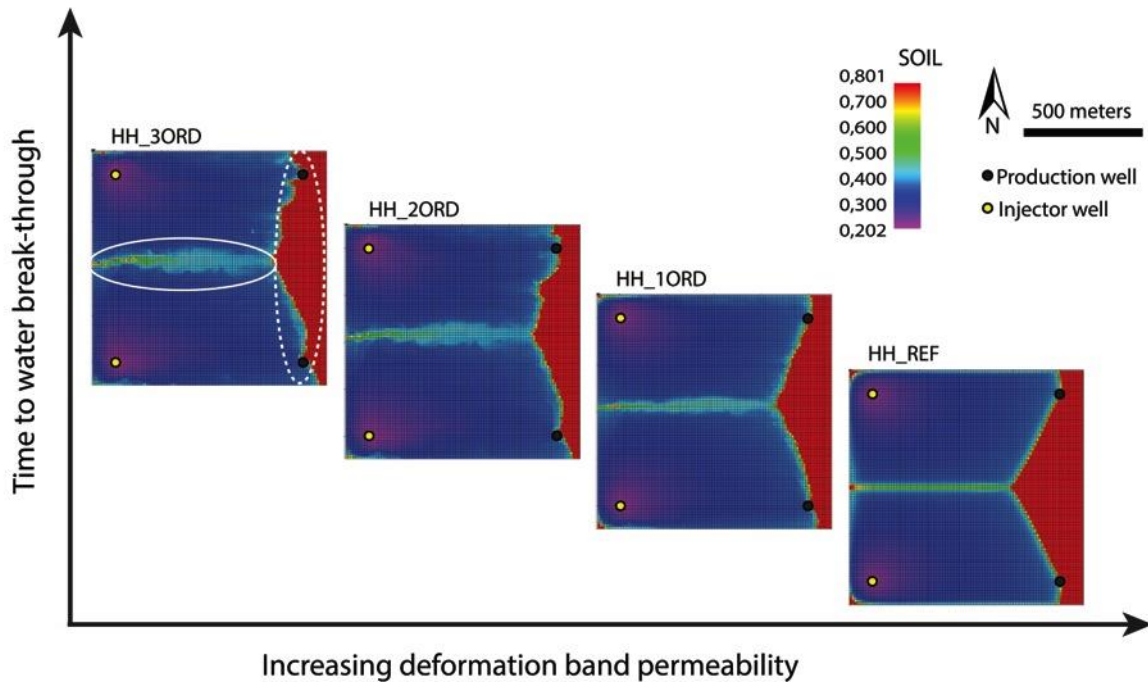 Time to water break-through
HH_3ORD
HH_2ORD
HH_1ORD
HH_REF
SOIL
0,801
0,700
0,600
0,500
0,400
0,300
0,202
N
500 meters
Production well
Injector well
Increasing deformation band permeability